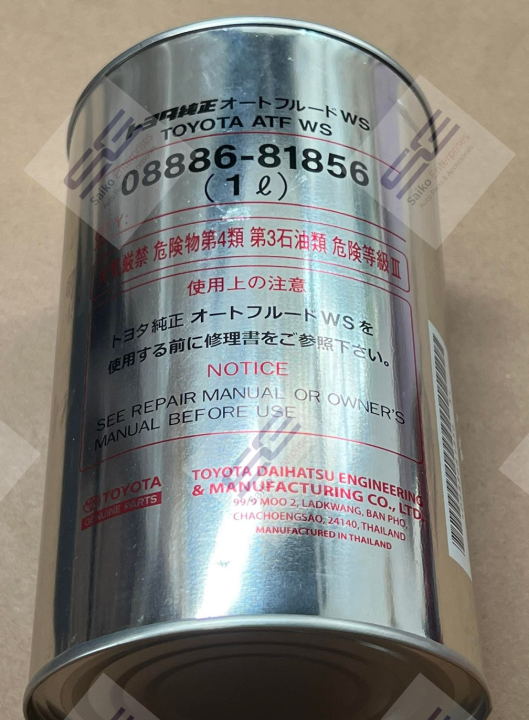 トヨタ純正 オートフルード WS
TOYOTA ATF WS
08886-81856
(1ℓ)
厳禁 危険物第4類 第3石油類 危険等級Ⅲ
使用上の注意
トヨタ純正 オートフルードWSを
使用する前に修理書をご参照下さい。
NOTICE
SEE REPAIR MANUAL OR OWNER'S
MANUAL BEFORE USE
TOYOTA
GENUINE PARTS
TOYOTA DAIHATSU ENGINEERING
& MANUFACTURING CO., LTD.
99/9 MOO 2, LADKWANG, BAN PHO,
CHACHOENGSAO, 24140, THAILAND
MANUFACTURED IN THAILAND